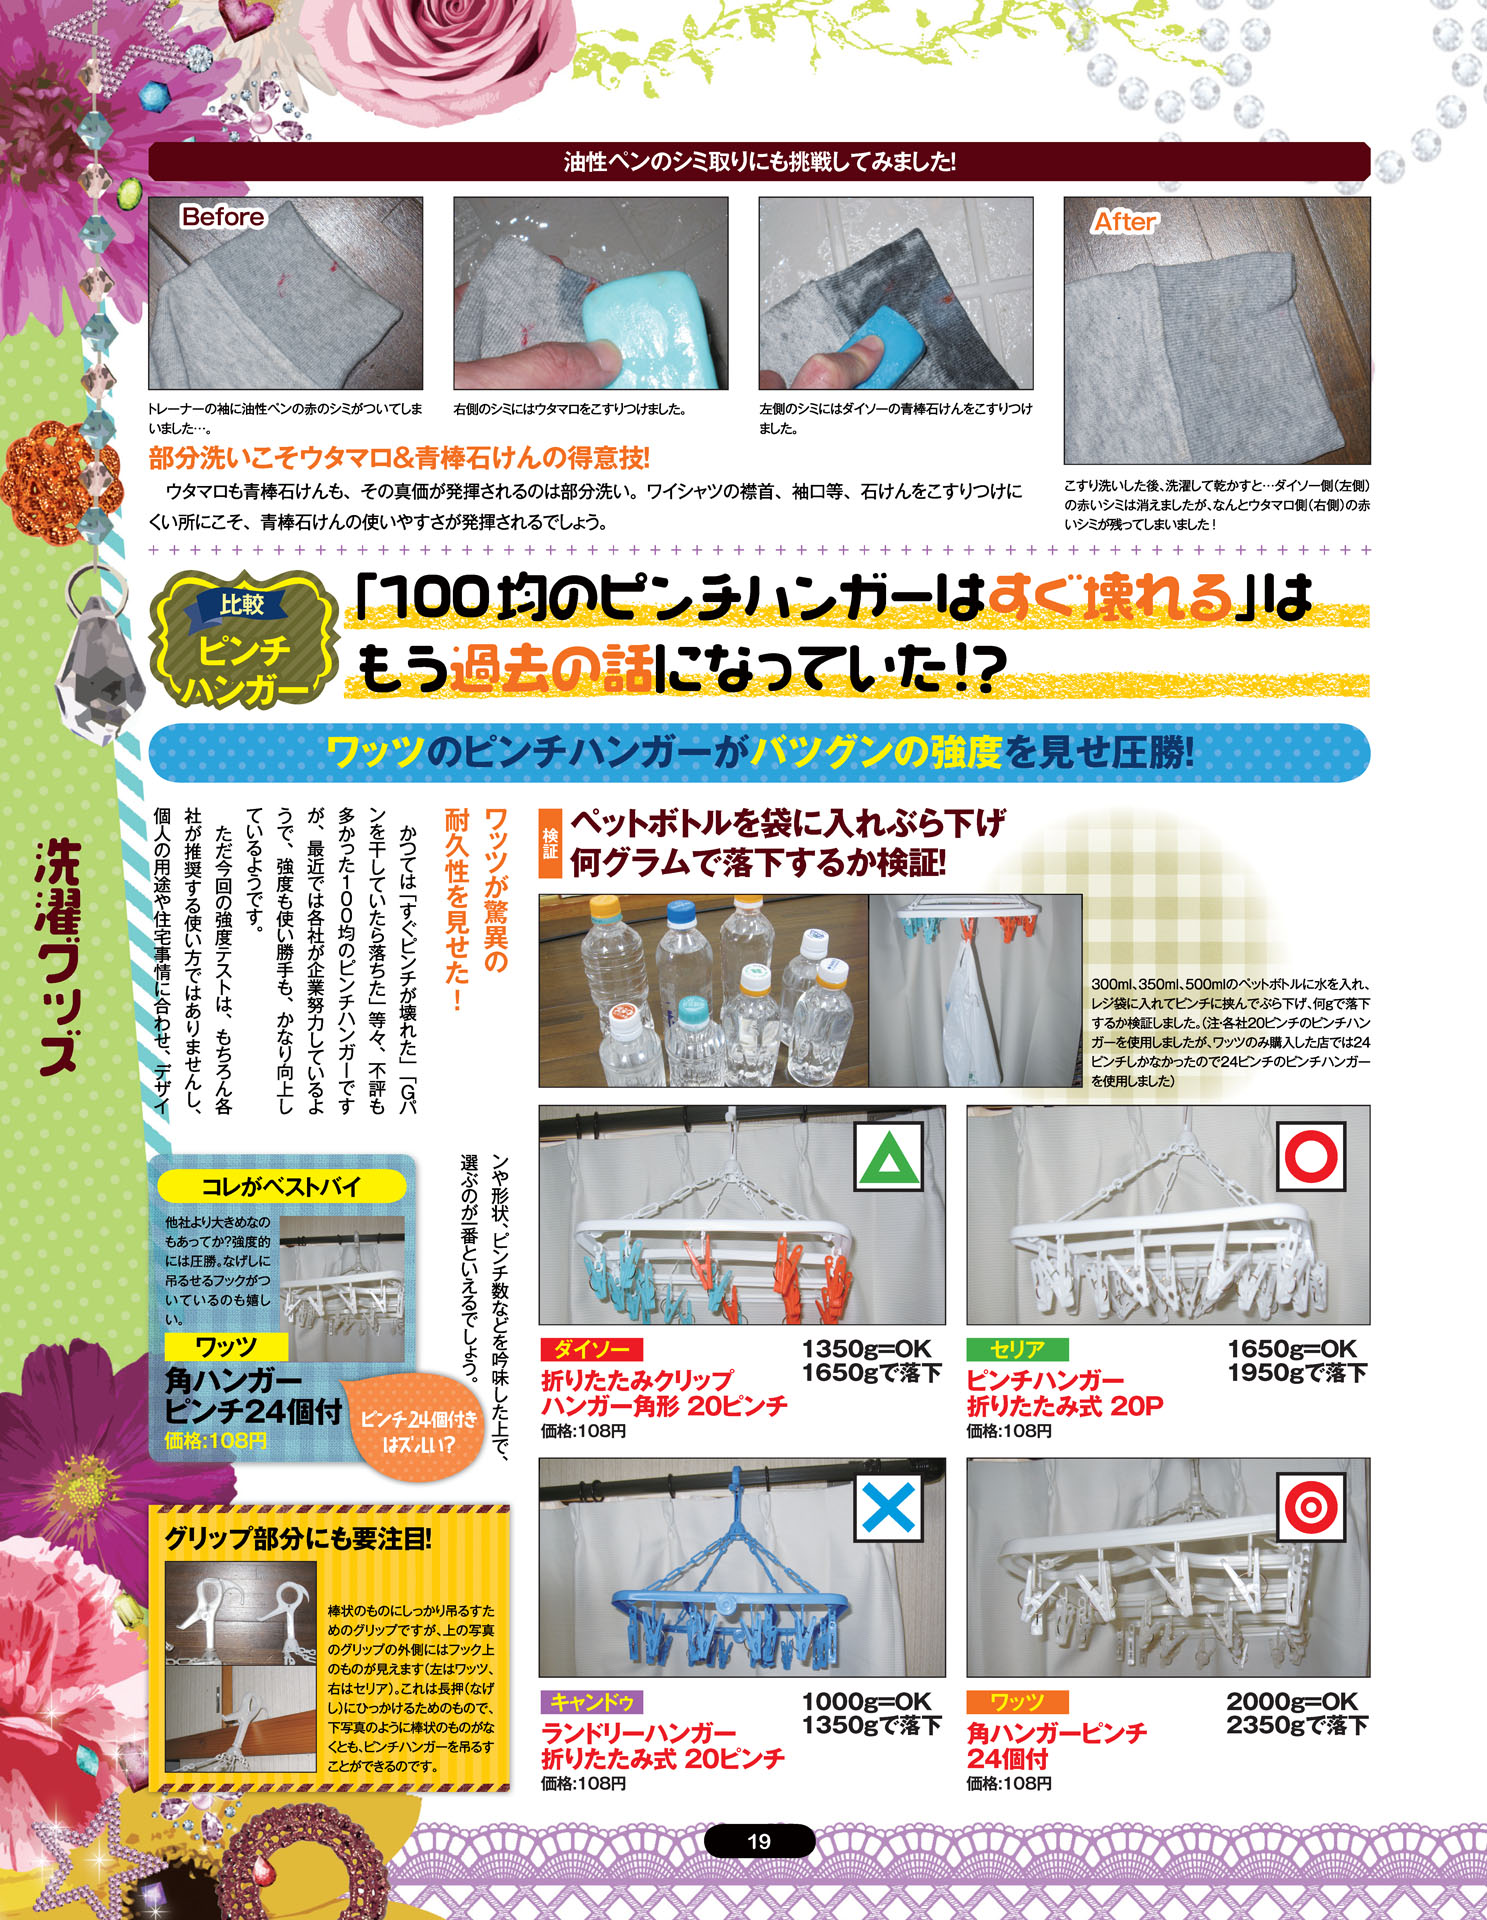 油性ペンのシミ取りにも挑戦してみました!
Before
After
トレーナーの袖に油性ペンの赤のシミがついてしま
いました…。
右側のシミにはウタマロをこすりつけました。
左側のシミにはダイソーの青棒石けんをこすりつけ
ました。
こすり洗いした後、洗濯して乾かすと…ダイソー側(左側)
の赤いシミは消えましたが、なんとウタマロ側(右側)の赤
いシミが残ってしまいました!
部分洗いこそウタマロ&青棒石けんの得意技!
ウタマロも青棒石けんも、その真価が発揮されるのは部分洗い。ワイシャツの襟首、袖口等、石けんをこすりつけに
くい所にこそ、青棒石けんの使いやすさが発揮されるでしょう。
比較
ピンチ
ハンガー
「100均のピンチハンガーはすぐ壊れる」は
もう過去の話になっていた!?
ワッツのピンチハンガーがバツグンの強度を見せ圧勝!
洗濯グッズ
ワッツが驚異の
耐久性を見せた!
かつては「すぐピンチが壊れた」「Gパ
ンを干していたら落ちた」等々、不評も
多かった100均のピンチハンガーです
が、最近では各社が企業努力しているよ
うで、強度も使い勝手も、かなり向上し
ているようです。
ただ今回の強度テストは、もちろん各
社が推奨する使い方ではありませんし、
個人の用途や住宅事情に合わせ、デザイ
ンや形状、ピンチ数などを吟味した上で、
選ぶのが一番といえるでしょう。
検証
ペットボトルを袋に入れぶら下げ
何グラムで落下するか検証!
300ml、350ml、500mlのペットボトルに水を入れ、
レジ袋に入れてピンチに挟んでぶら下げ、何gで落下
するか検証しました。(注・各社20ピンチのピンチハン
ガーを使用しましたが、ワッツのみ購入した店では24
ピンチしかなかったので24ピンチのピンチハンガー
を使用しました)
ダイソー
折りたたみクリップ
ハンガー角形 20ピンチ
価格:108円
1350g=OK
1650gで落下
セリア
ピンチハンガー
折りたたみ式 20P
価格:108円
1650g=OK
1950gで落下
キャンドゥ
ランドリーハンガー
折りたたみ式 20ピンチ
価格:108円
1000g=OK
1350gで落下
ワッツ
角ハンガーピンチ
24個付
価格:108円
2000g=OK
2350gで落下
コレがベストバイ
他社より大きめなの
もあってか?強度的
には圧勝。なげしに
吊るせるフックがつ
いているのも嬉し
い。
ワッツ
角ハンガー
ピンチ24個付
価格:108円
ピンチ24個付き
はズルい?
グリップ部分にも要注目!
棒状のものにしっかり吊るすた
めのグリップですが、上の写真
のグリップの外側にはフック上
のものが見えます(左はワッツ、
右はセリア)。これは長押(なげ
し)にひっかけるためのもので、
下写真のように棒状のものがな
くとも、ピンチハンガーを吊るす
ことができるのです。
19